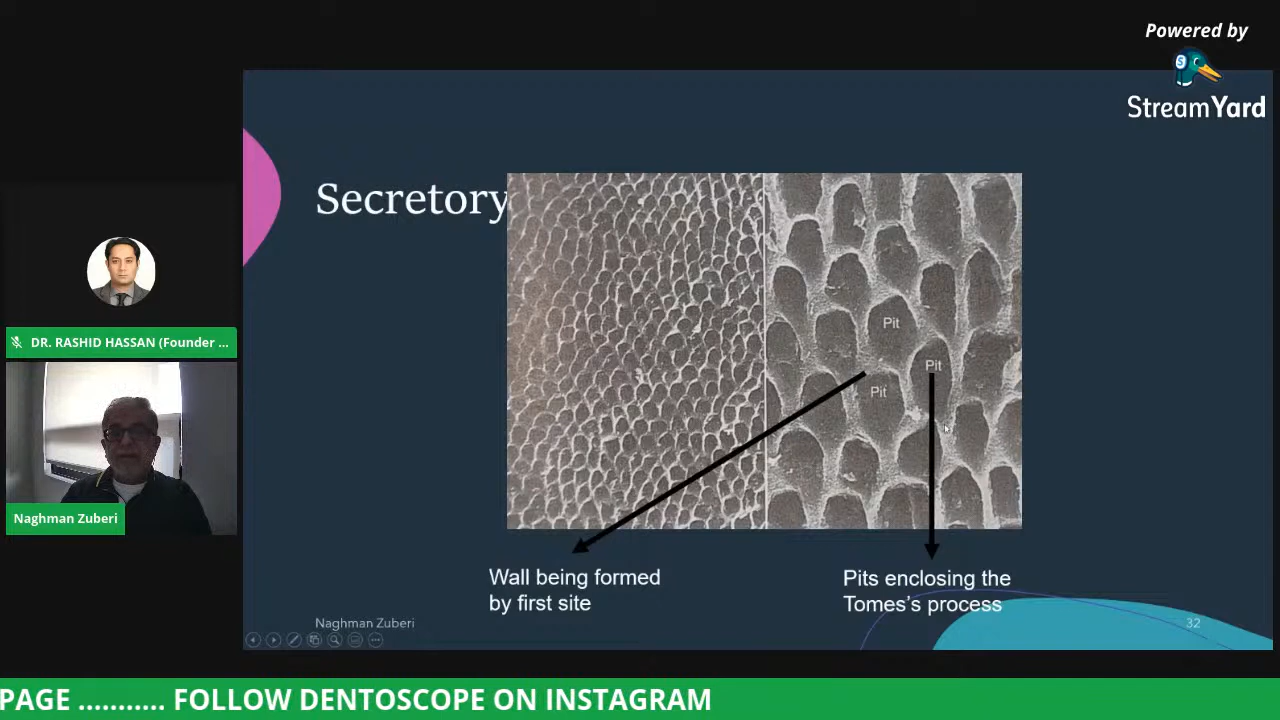 Powered by
StreamYard
Secretory
Pit
Pit
Pit
DR. RASHID HASSAN (Founder ...
Naghman Zuberi
Wall being formed
by first site
Pits enclosing the
Tomes's process
Naghman Zuberi
32
PAGE ........... FOLLOW DENTOSCOPE ON INSTAGRAM